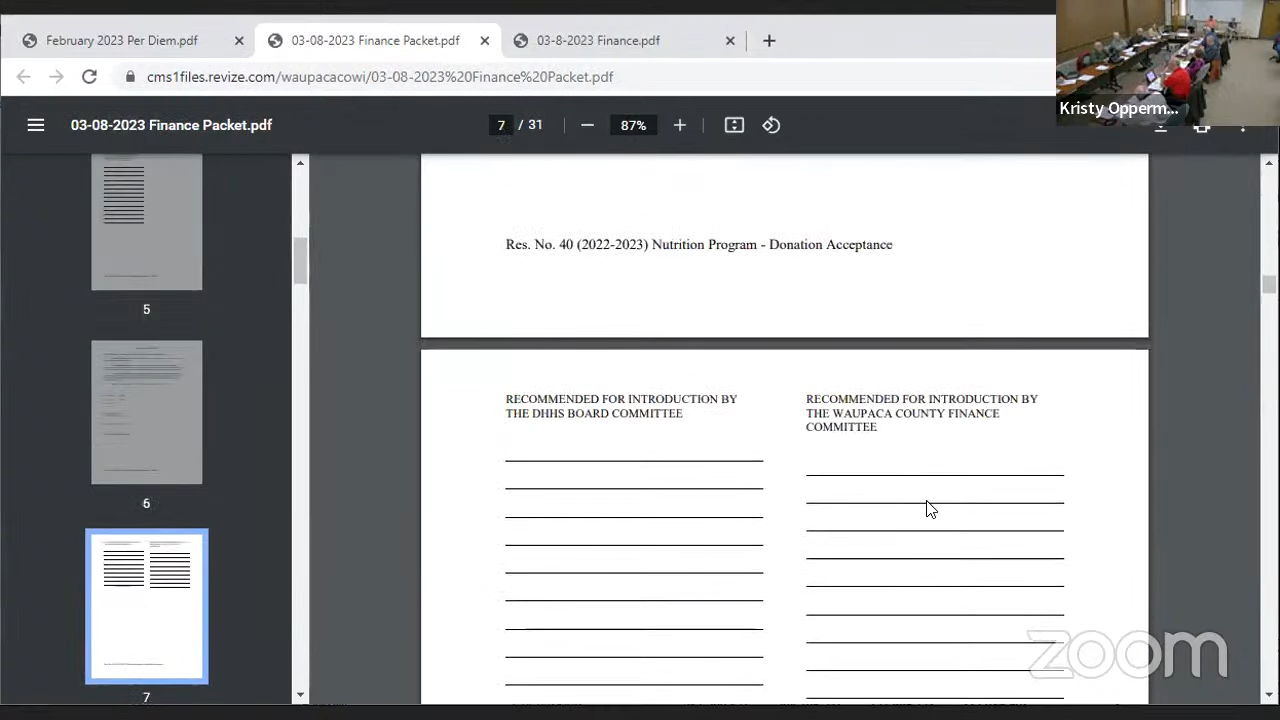 February 2023 Per Diem.pdf
03-08-2023 Finance Packet.pdf
03-8-2023 Finance.pdf
cms1files.revize.com/waupacacowi/03-08-2023%20Finance%20Packet.pdf
Kristy Opperm...
03-08-2023 Finance Packet.pdf
7 / 31
87%
5
6
7
Res. No. 40 (2022-2023) Nutrition Program - Donation Acceptance
RECOMMENDED FOR INTRODUCTION BY
THE DHHS BOARD COMMITTEE
RECOMMENDED FOR INTRODUCTION BY
THE WAUPACA COUNTY FINANCE
COMMITTEE
zoom